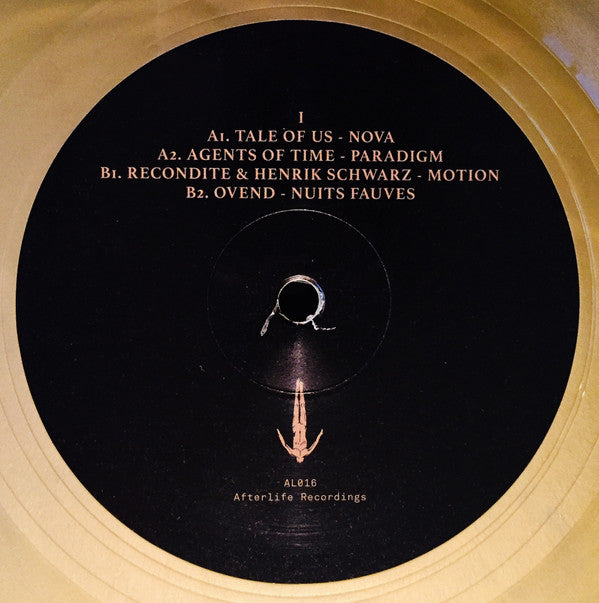 I
A1. TALE OF US - NOVA
A2. AGENTS OF TIME - PARADIGM
B1. RECONDITE & HENRIK SCHWARZ - MOTION
B2. OVEND - NUITS FAUVES
AL016
Afterlife Recordings